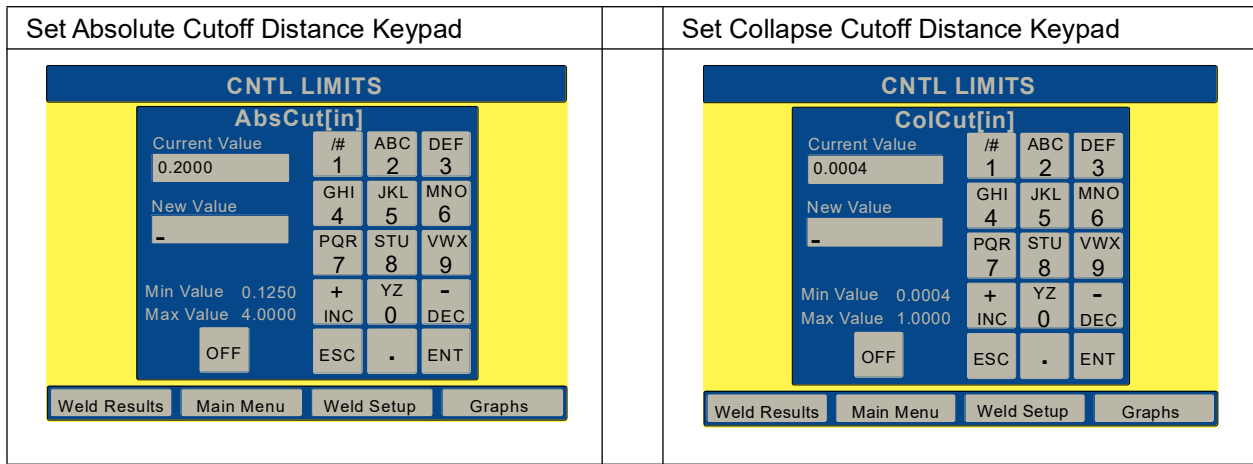 Set Absolute Cutoff Distance Keypad
CNTL LIMITS
AbsCut[in]
Current Value
0.2000
New Value
-
Min Value 0.1250
Max Value 4.0000
OFF
/# ABC DEF
1 2 3
GHI JKL MNO
4 5 6
PQR STU VWX
7 8 9
+ YZ -
INC 0 DEC
ESC . ENT
Weld Results Main Menu Weld Setup Graphs
Set Collapse Cutoff Distance Keypad
CNTL LIMITS
ColCut[in]
Current Value
0.0004
New Value
-
Min Value 0.0004
Max Value 1.0000
OFF
/# ABC DEF
1 2 3
GHI JKL MNO
4 5 6
PQR STU VWX
7 8 9
+ YZ -
INC 0 DEC
ESC . ENT
Weld Results Main Menu Weld Setup Graphs